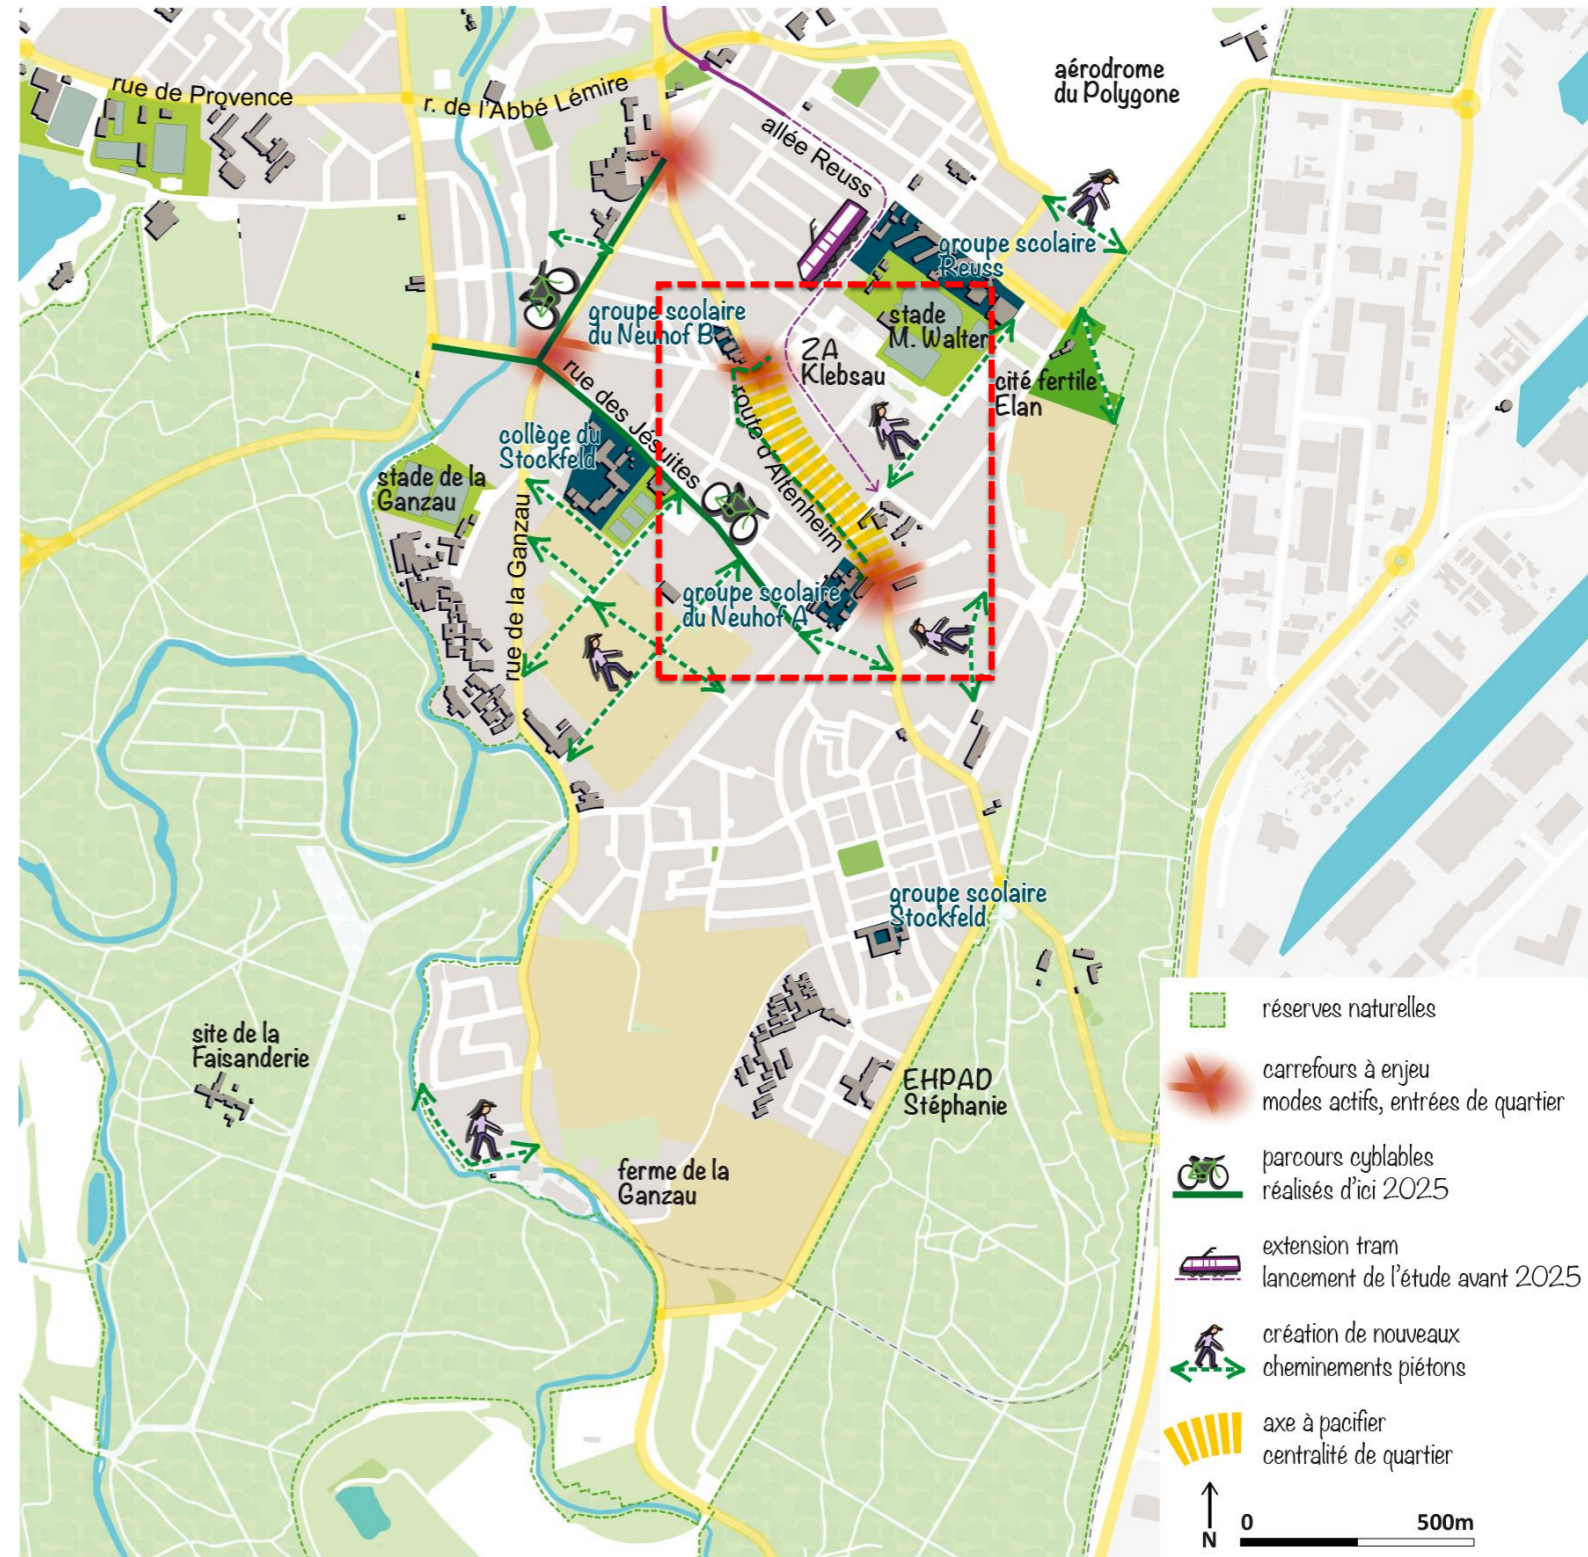 aérodrome
du Polygone
rue de Provence
r. de l'Abbé Lémire
allée Reuss
groupe scolaire
Reuss
groupe scolaire
du Neuhof B
stade
M. Walter
ZA
Klebsau
cité fertile
Elan
rue des Jésuites
route d'Altenheim
collège du
Stockfeld
stade de la
Ganzau
rue de la Ganzau
groupe scolaire
du Neuhof A
groupe scolaire
Stockfeld
site de la
Faisanderie
EHPAD
Stéphanie
ferme de la
Ganzau
réserves naturelles
carrefours à enjeu
modes actifs, entrées de quartier
parcours cyblables
réalisés d'ici 2025
extension tram
lancement de l'étude avant 2025
création de nouveaux
cheminements piétons
axe à pacifier
centralité de quartier
N
0 500m